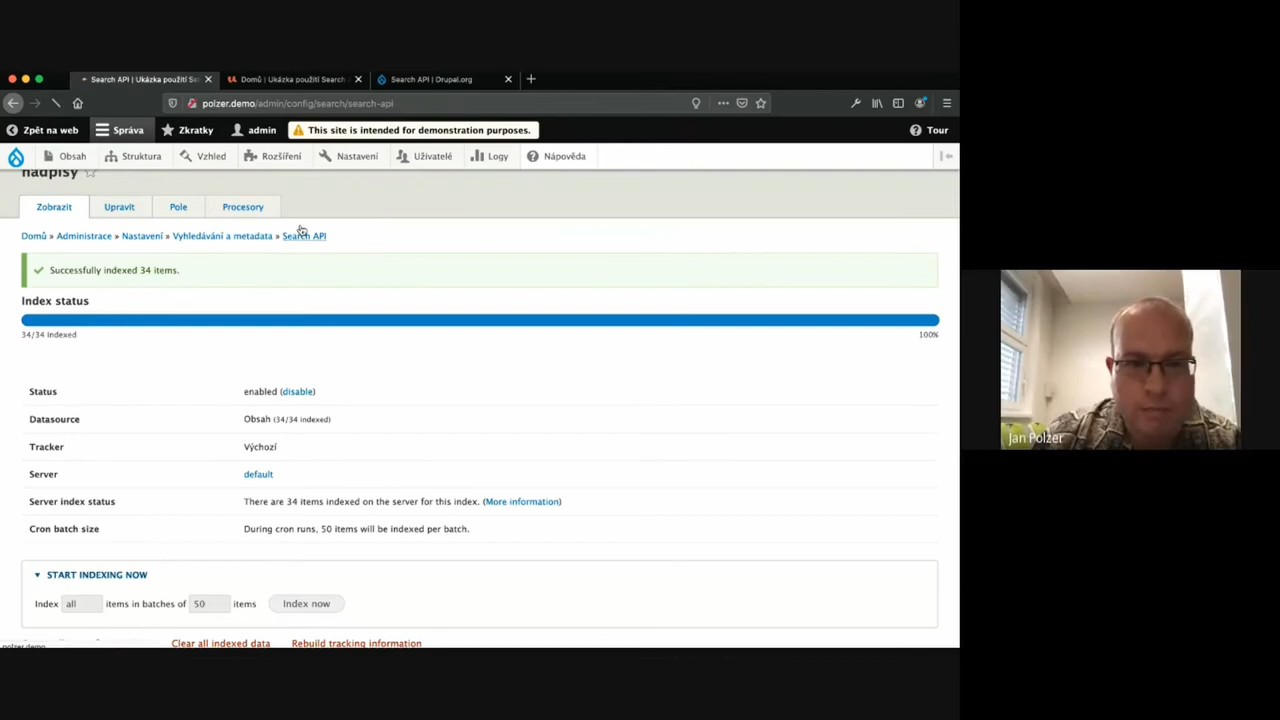 Search API | Ukázka použití Se
Domů | Ukázka použití Search
Search API | Drupal.org
polzer.demo/admin/config/search/search-api
Zpět na web
Správa
Zkratky
admin
This site is intended for demonstration purposes.
Tour
Obsah
Struktura
Vzhled
Rozšíření
Nastavení
Uživatelé
Logy
Nápověda
nadpisy
Zobrazit
Upravit
Pole
Procesory
Domů » Administrace » Nastavení » Vyhledávání a metadata » Search API
Successfully indexed 34 items.
Index status
34/34 indexed
100%
Status
enabled (disable)
Datasource
Obsah (34/34 indexed)
Tracker
Výchozí
Server
default
Server index status
There are 34 items indexed on the server for this index. (More information)
Cron batch size
During cron runs, 50 items will be indexed per batch.
START INDEXING NOW
Index all items in batches of 50 items
Index now
Clear all indexed data
Rebuild tracking information
polzer.demo
Jan Polzer